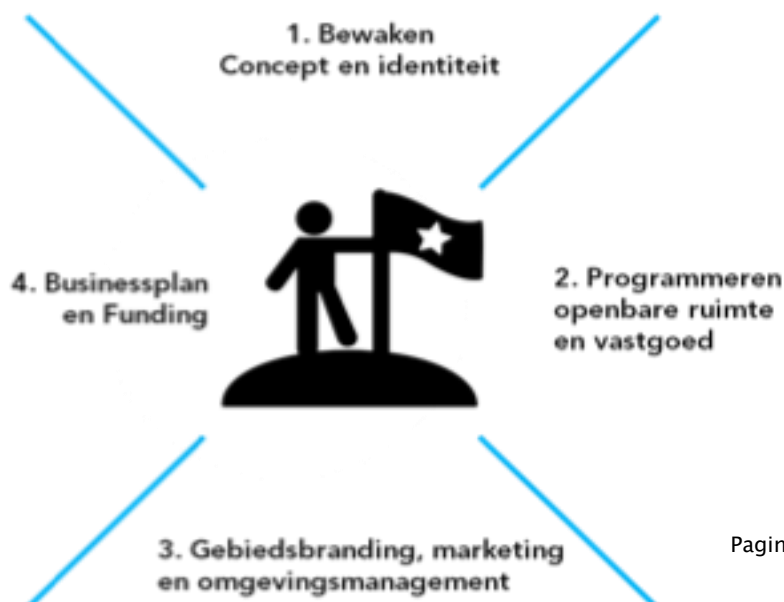 1. Bewaken
Concept en identiteit
4. Businessplan
en Funding
2. Programmeren
openbare ruimte
en vastgoed
3. Gebiedsbranding, marketing
en omgevingsmanagement
Pagin